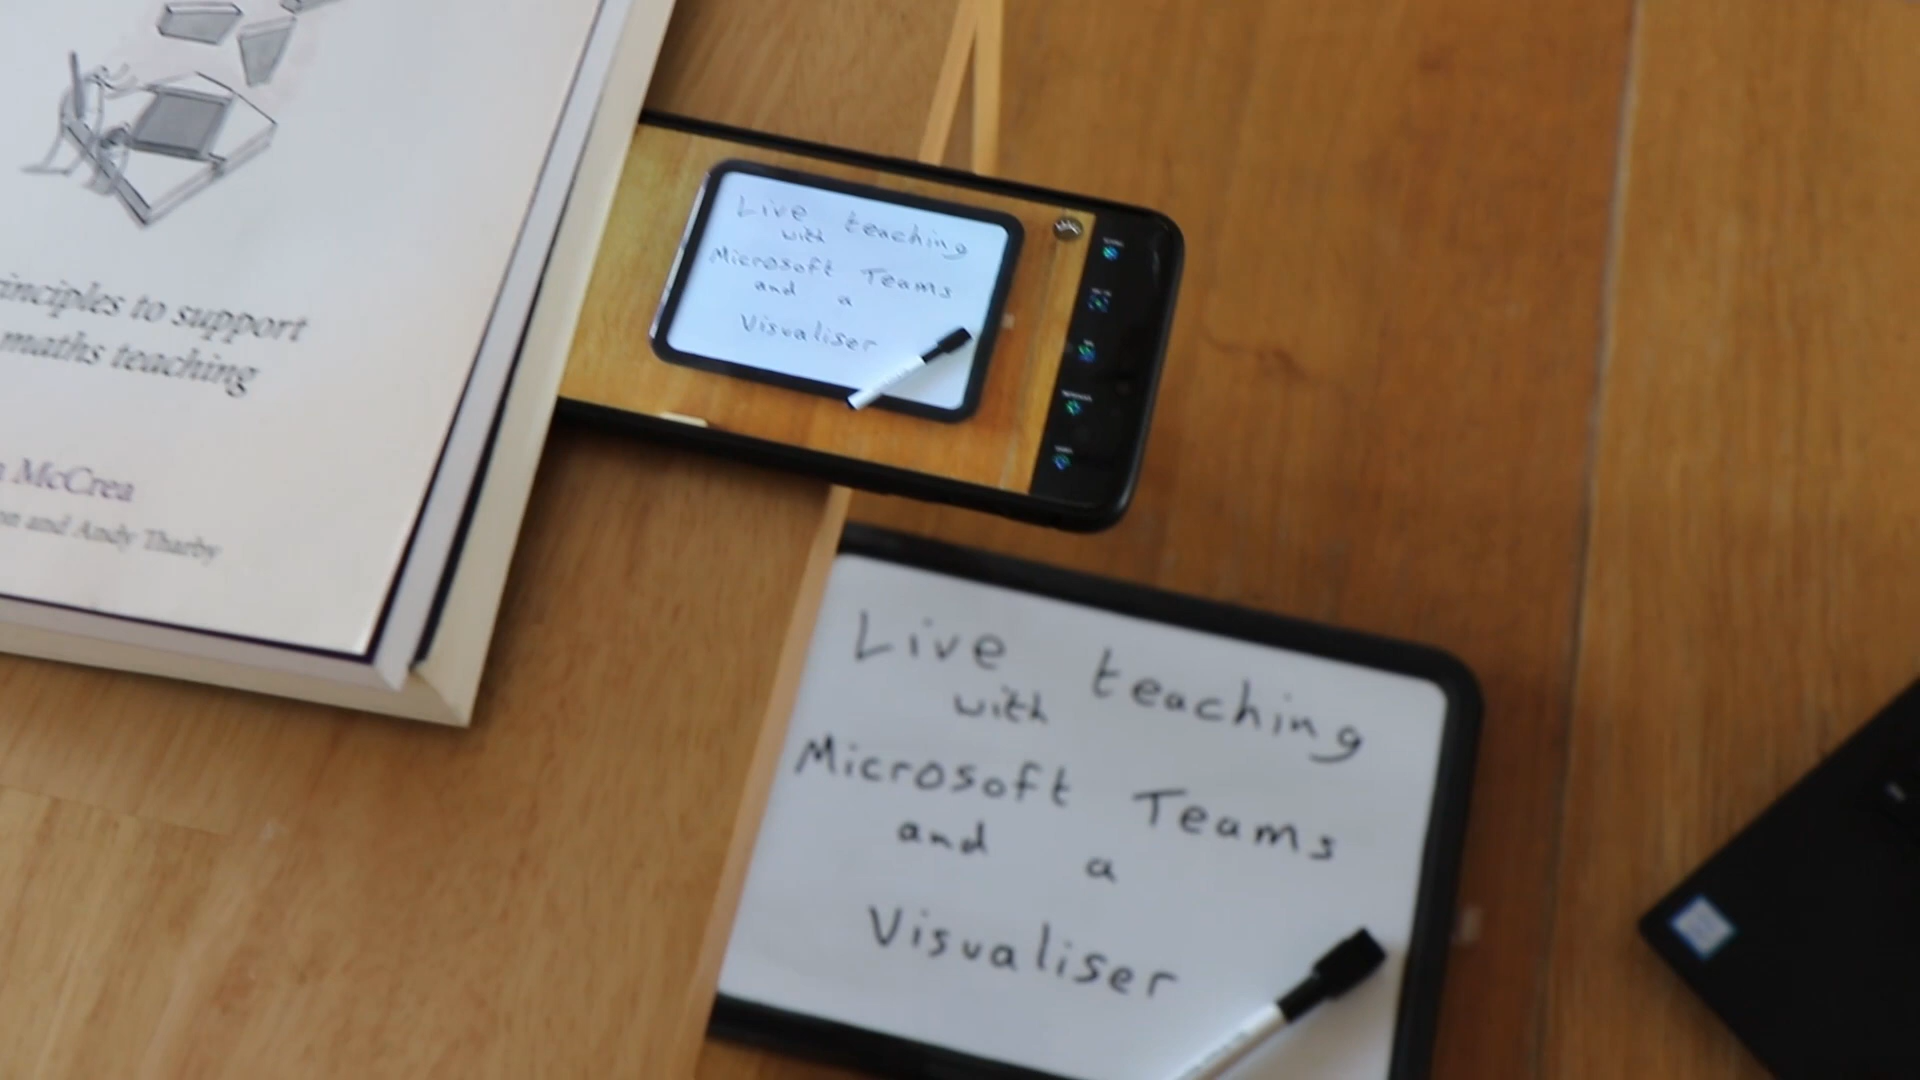 principles to support
maths teaching
McCrea
and Andy Tharby
Live teaching
with
Microsoft Teams
and a
Visualiser
Live teaching
with
Microsoft Teams
and a
Visualiser